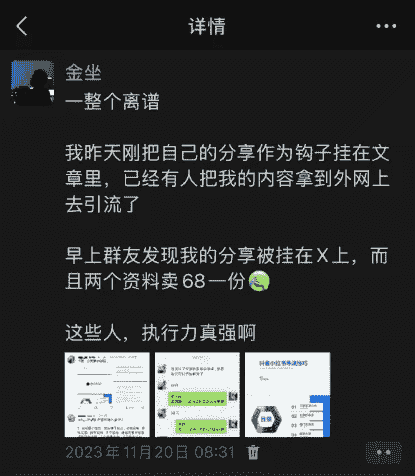 详情
金坐
一整个离谱
我昨天刚把自己的分享作为钩子挂在文
章里，已经有人把我的内容拿到外网上
去引流了
早上群友发现我的分享被挂在X上，而
且两个资料卖68一份
这些人，执行力真强啊
目录
2023年11月20日 08:31